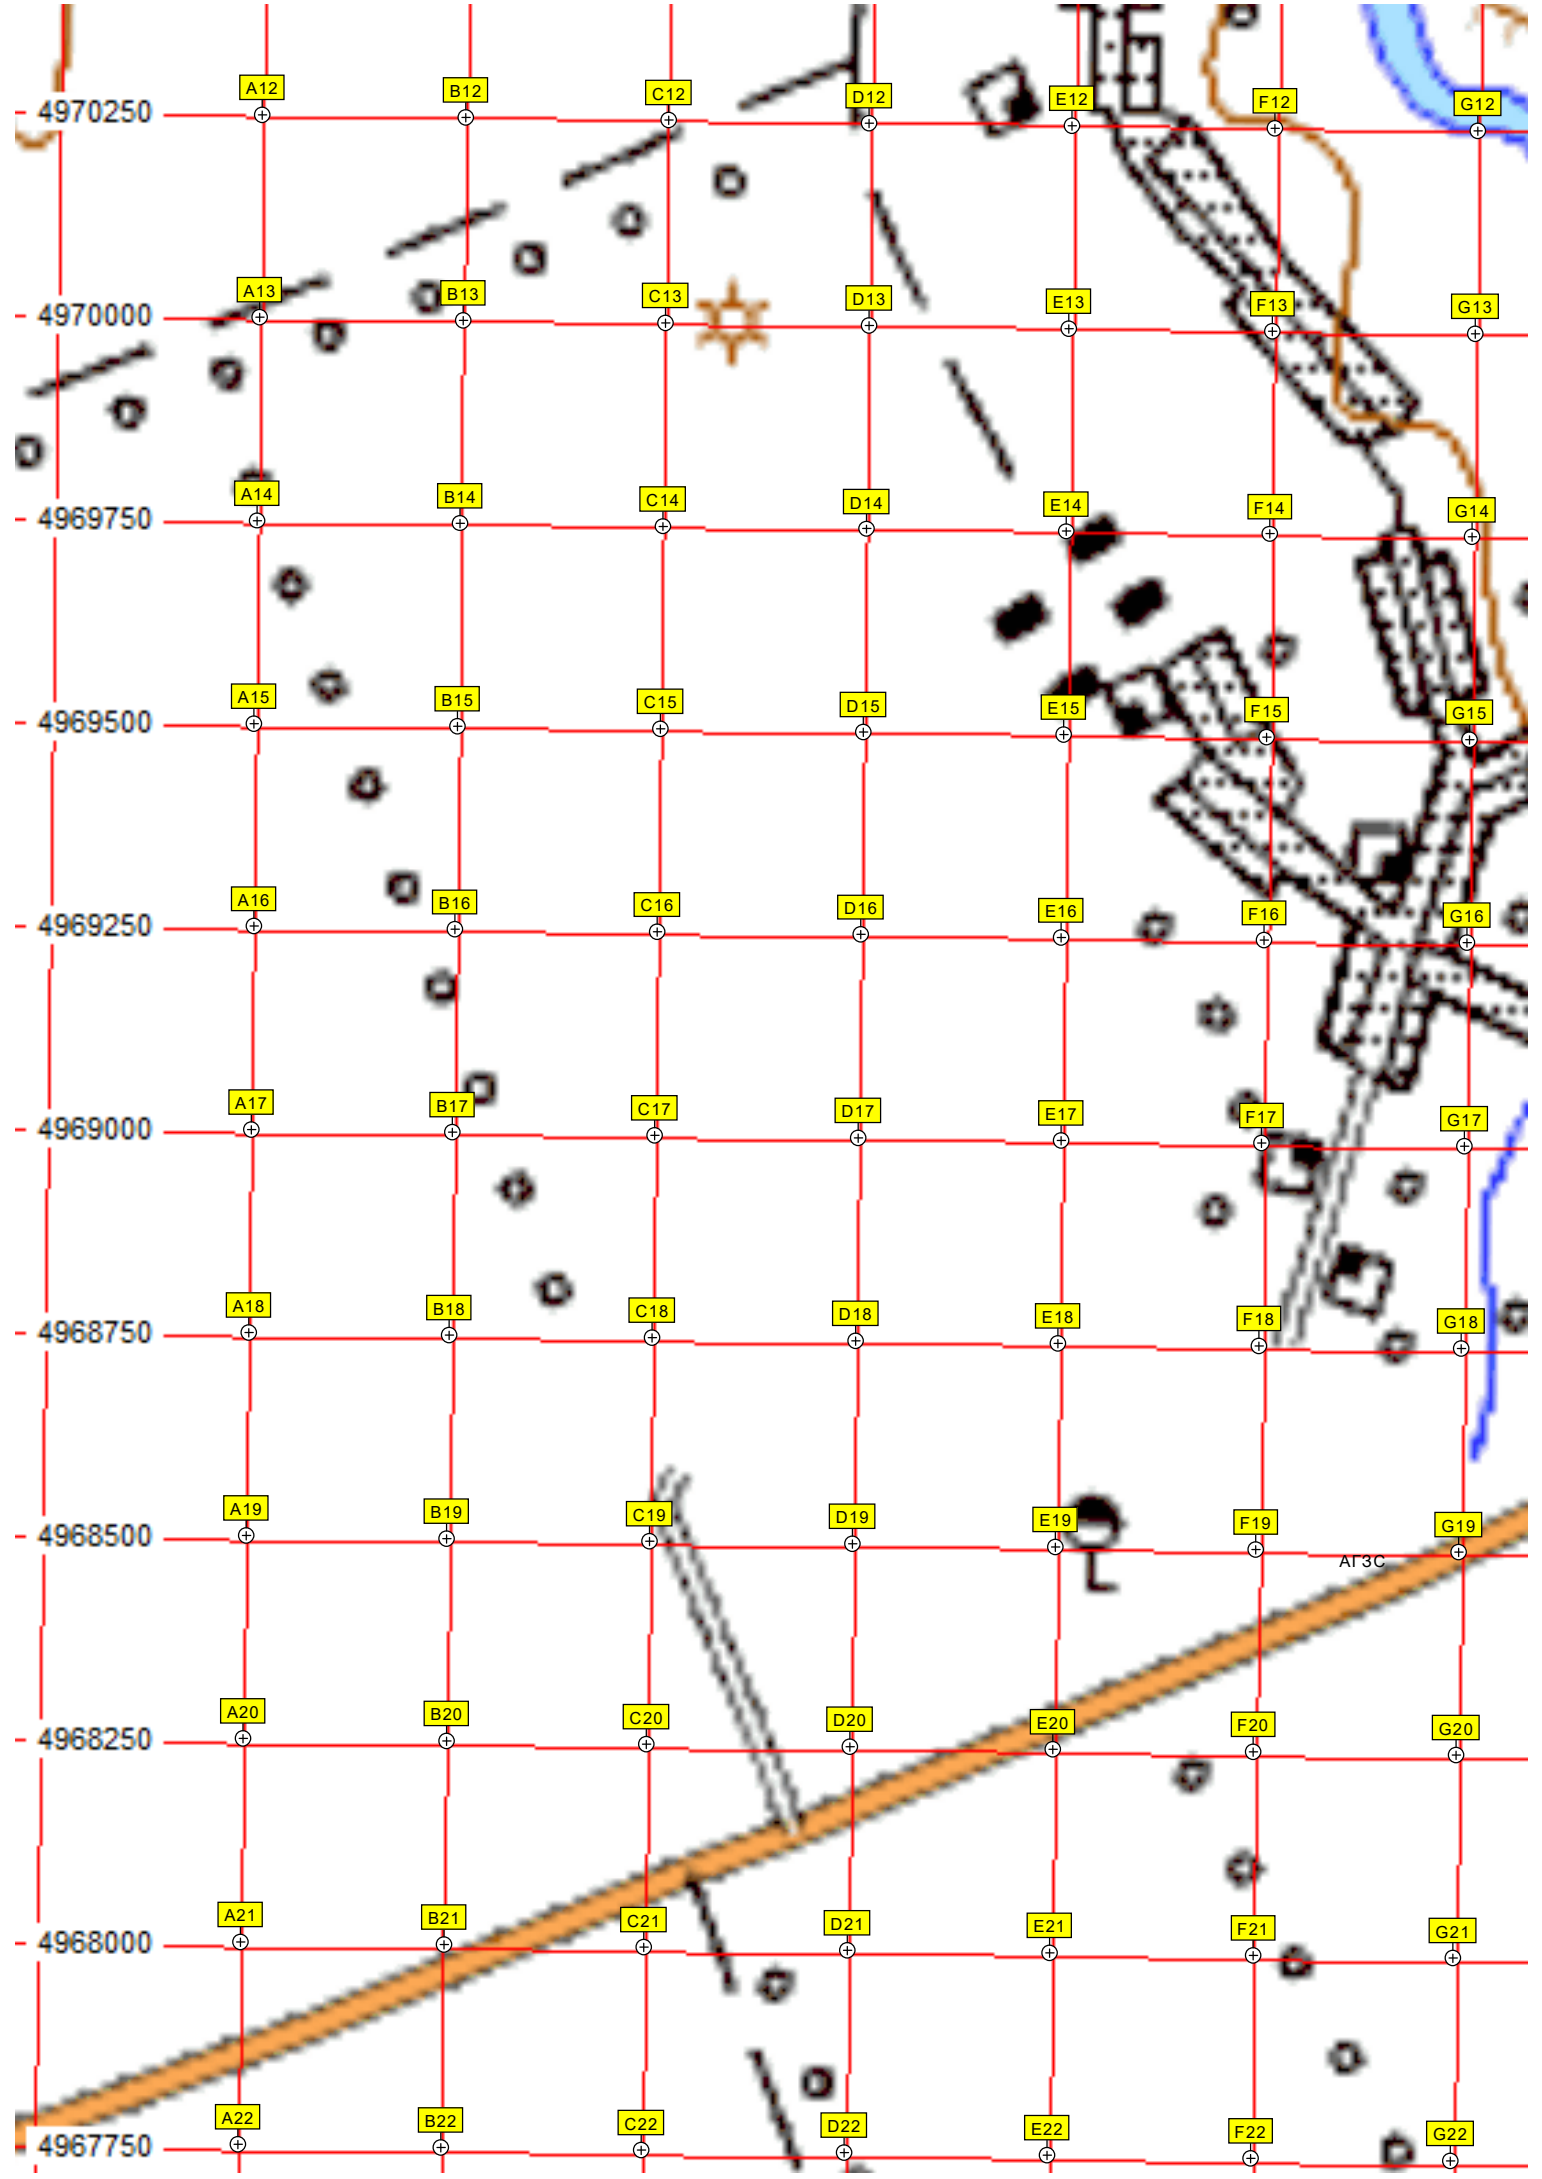 A12 B12 C12 D12 E12 F12 G12
4970250
A13 B13 C13 D13 E13 F13 G13
4970000
A14 B14 C14 D14 E14 F14 G14
4969750
A15 B15 C15 D15 E15 F15 G15
4969500
A16 B16 C16 D16 E16 F16 G16
4969250
A17 B17 C17 D17 E17 F17 G17
4969000
A18 B18 C18 D18 E18 F18 G18
4968750
A19 B19 C19 D19 E19 F19 G19
4968500
АГЗС
A20 B20 C20 D20 E20 F20 G20
4968250
A21 B21 C21 D21 E21 F21 G21
4968000
A22 B22 C22 D22 E22 F22 G22
4967750